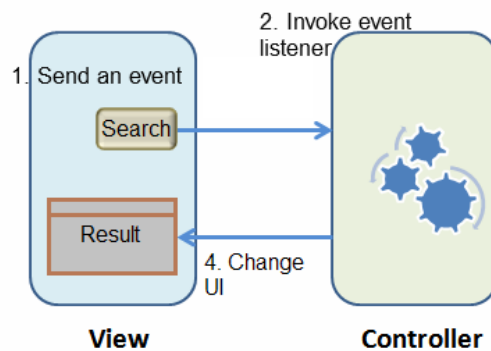 2. Invoke event
listener
1. Send an event
Search
Result
4. Change
UI
View
Controller